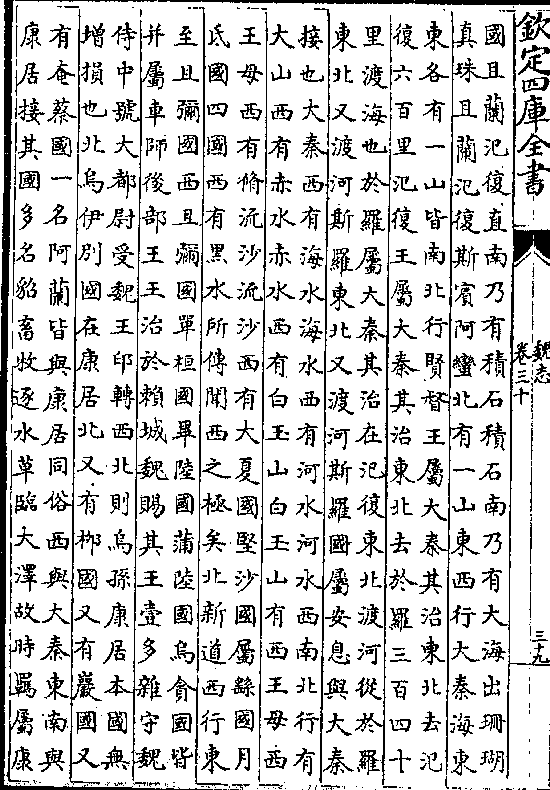 欽定四庫全書
魏志
卷三十
三十九
國且蘭汜復直南乃有積石積石南乃有大海出珊瑚
真珠且蘭汜復斯賓阿蠻北有一山東西行大秦海東
東各有一山皆南北行賢督王屬大秦其治東北去汜
復六百里汜復王屬大秦其治東北去於羅三百四十
里渡海也於羅屬大秦其治在汜復東北渡河從於羅
東北又渡河斯羅東北又渡河斯羅國屬安息與大秦
接也大秦西有海水海水西有河水河水西南北行有
大山西有赤水赤水西有白玉山白玉山有西王母西
王母西有脩流沙流沙西有大夏國堅沙國屬繇國月
氏國四國西有黑水所傳聞西之極矣北新道西行東
至且彌國西且彌國單桓國畢陸國蒲陸國烏貪國皆
并屬車師後部王王治於賴城魏賜其王壹多雜守魏
侍中號大都尉受魏王印轉西北則烏孫康居本國無
增損也北烏伊別國在康居北又有柳國又有巖國又
有奄蔡國一名阿蘭皆與康居同俗西與大秦東南與
康居接其國多名貂畜牧逐水草臨大澤故時羈屬康